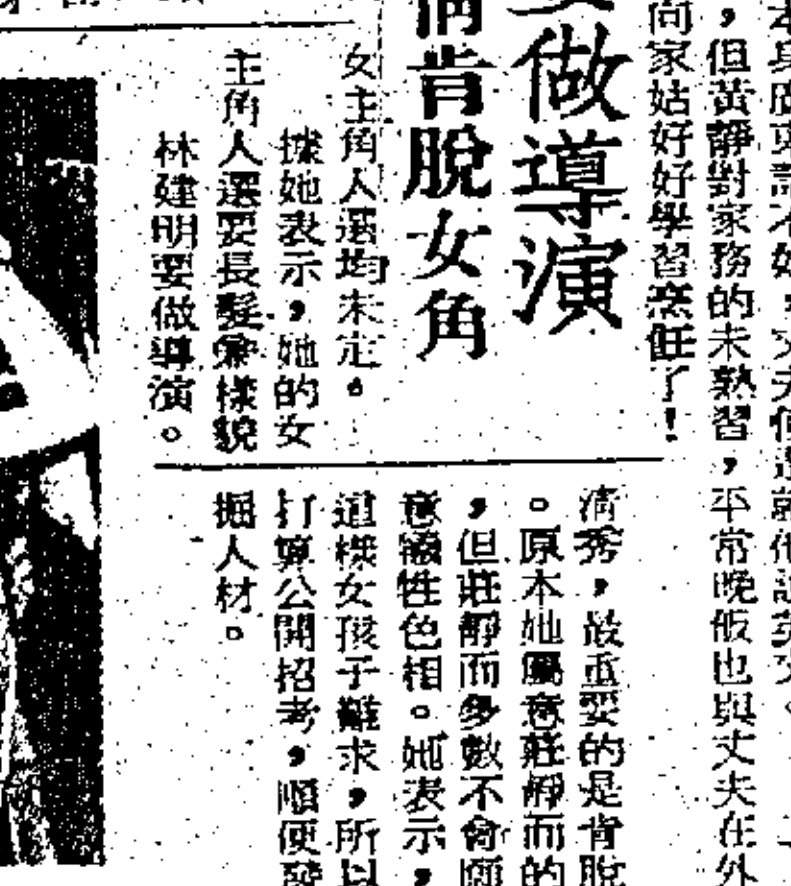 向家姑好好學習烹飪了！
，但黃靜對家務的未熟習，平常晚飯也與丈夫在外
做導演
肯脫女角
女主角人選均未定。
據她表示，她的女
主角人選要長髮兼樣貌
清秀，最重要的是肯脫
。原本她屬意莊靜而的
，但莊靜而多數不會願
意犧牲色相。她表示，
這樣女孩子難求，所以
打算公開招考，順便發
掘人材。
林建明要做導演。